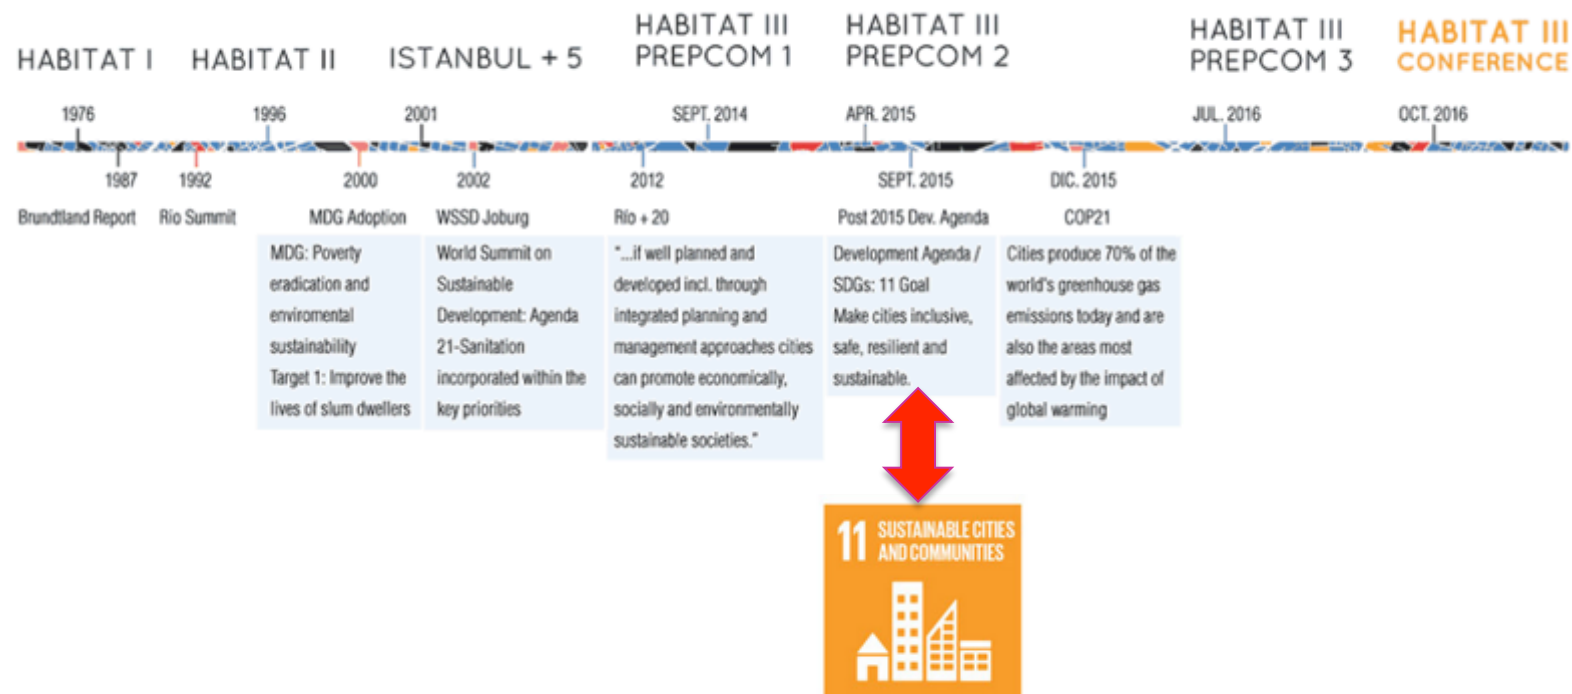 HABITAT I
HABITAT II
ISTANBUL + 5
HABITAT III
PREPCOM 1
HABITAT III
PREPCOM 2
HABITAT III
PREPCOM 3
HABITAT III
CONFERENCE
1976
1996
2001
SEPT. 2014
APR. 2015
JUL. 2016
OCT. 2016
1987
1992
2000
2002
2012
SEPT. 2015
DIC. 2015
Brundtland Report
Rio Summit
MDG Adoption
WSSD Joburg
Río + 20
Post 2015 Dev. Agenda
COP21
MDG: Poverty
eradication and
enviromental
sustainability
Target 1: Improve the
lives of slum dwellers
World Summit on
Sustainable
Development: Agenda
21-Sanitation
incorporated within the
key priorities
"...if well planned and
developed incl. through
integrated planning and
management approaches cities
can promote economically,
socially and environmentally
sustainable societies."
Development Agenda /
SDGs: 11 Goal
Make cities inclusive,
safe, resilient and
sustainable.
Cities produce 70% of the
world's greenhouse gas
emissions today and are
also the areas most
affected by the impact of
global warming
11 SUSTAINABLE CITIES
AND COMMUNITIES